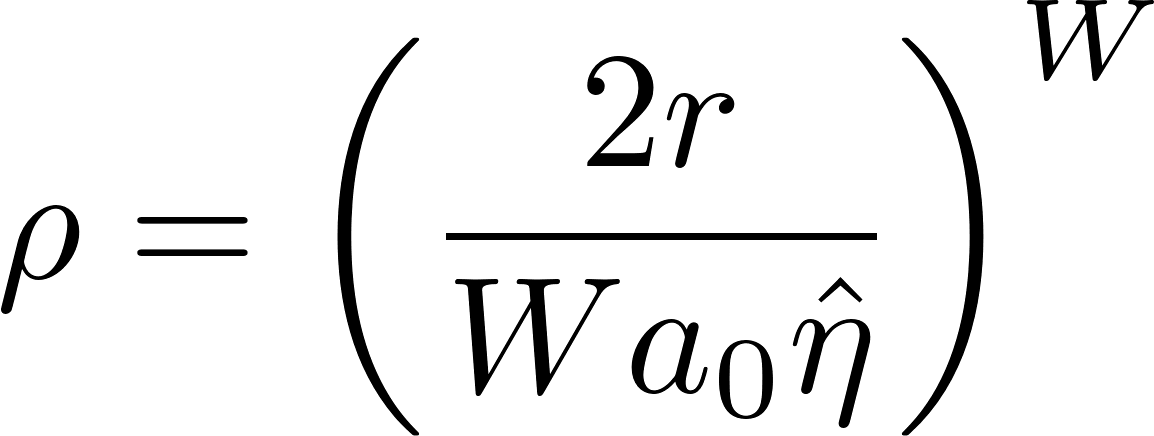 ρ = (2r / W a₀ η̂)^W